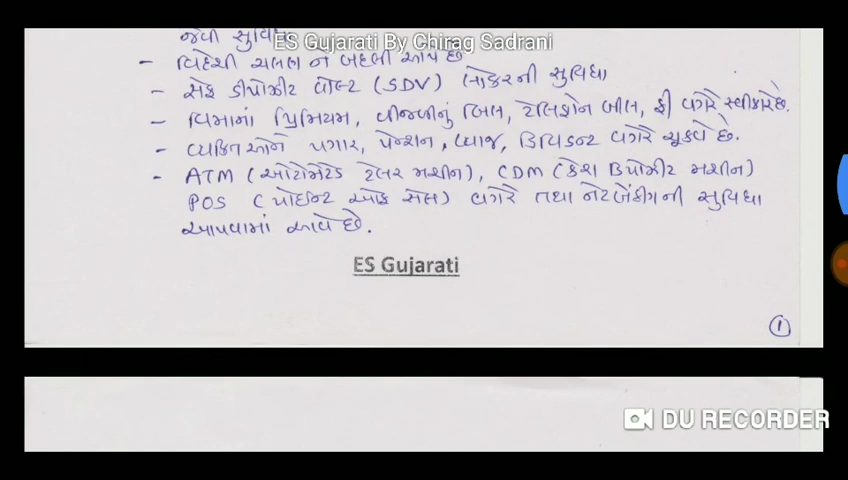 જેવી સુવિધા
ES Gujarati By Chirag Sadrani
- વિદેશી ચલણ ને બદલી આપે છે
- સેફ ડીપોઝીટ વોલ્ટ (SDV) લોકરની સુવિધા
- વિમાનાં પ્રિમિયમ, વીજળીનું બિલ, ટેલિફોન બીલ, ફી વગેરે સ્વીકારે છે.
- વ્યકિતઓને પગાર, પેન્શન, વ્યાજ, ડિવિડન્ટ વગેરે ચૂકવે છે.
- ATM (ઓટોમેટેડ ટેલર મશીન), CDM (કેશ ડિપોઝીટ મશીન)
POS (પોઈન્ટ ઓફ સેલ) વગેરે તથા નેટબેંકીગની સુવિધા
આપવામાં આવે છે.
ES Gujarati
1
DU RECORDER